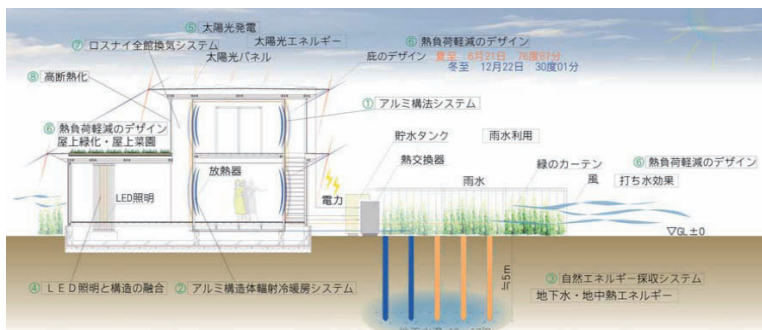 ⑤ 太陽光発電
⑦ ロスナイ全館換気システム
太陽光エネルギー
太陽光パネル
⑥ 熱負荷軽減のデザイン
庇のデザイン 夏至 6月21日 76度87分
冬至 12月22日 30度01分
⑧ 高断熱化
① アルミ構法システム
⑥ 熱負荷軽減のデザイン
屋上緑化・屋上菜園
貯水タンク 雨水利用
熱交換器
緑のカーテン
⑥ 熱負荷軽減のデザイン
風 打ち水効果
放熱器
LED照明
電力
雨水
▽GL±0
④ LED照明と構造の融合
② アルミ構造体輻射冷暖房システム
③ 自然エネルギー採取システム
地下水・地中熱エネルギー